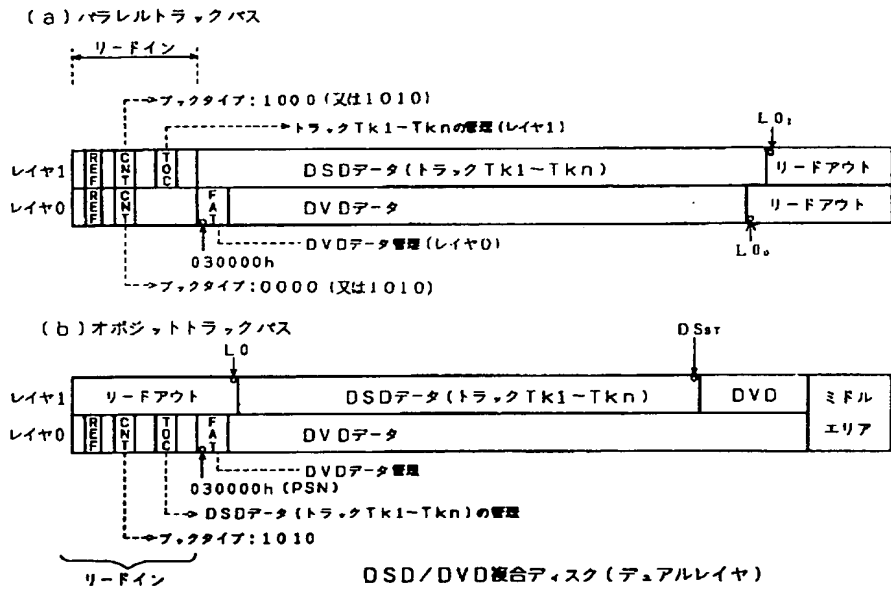 (a)パラレルトラックパス
リードイン
ブックタイプ:1000(又は1010)
トラックTk1~Tknの管理(レイヤ1)
LO₁
レイヤ1 REF CNT TOC DSDデータ(トラックTk1~Tkn) リードアウト
レイヤ0 REF CNT FAT DVDデータ リードアウト
DVDデータ管理(レイヤ0)
030000h
LO₀
ブックタイプ:0000(又は1010)
(b)オポジットトラックパス
LO
DSST
レイヤ1 リードアウト DSDデータ(トラックTk1~Tkn) DVD ミドル
レイヤ0 REF CNT TOC FAT DVDデータ エリア
DVDデータ管理
030000h(PSN)
DSDデータ(トラックTk1~Tkn)の管理
ブックタイプ:1010
リードイン
DSD/DVD複合ディスク(デュアルレイヤ)